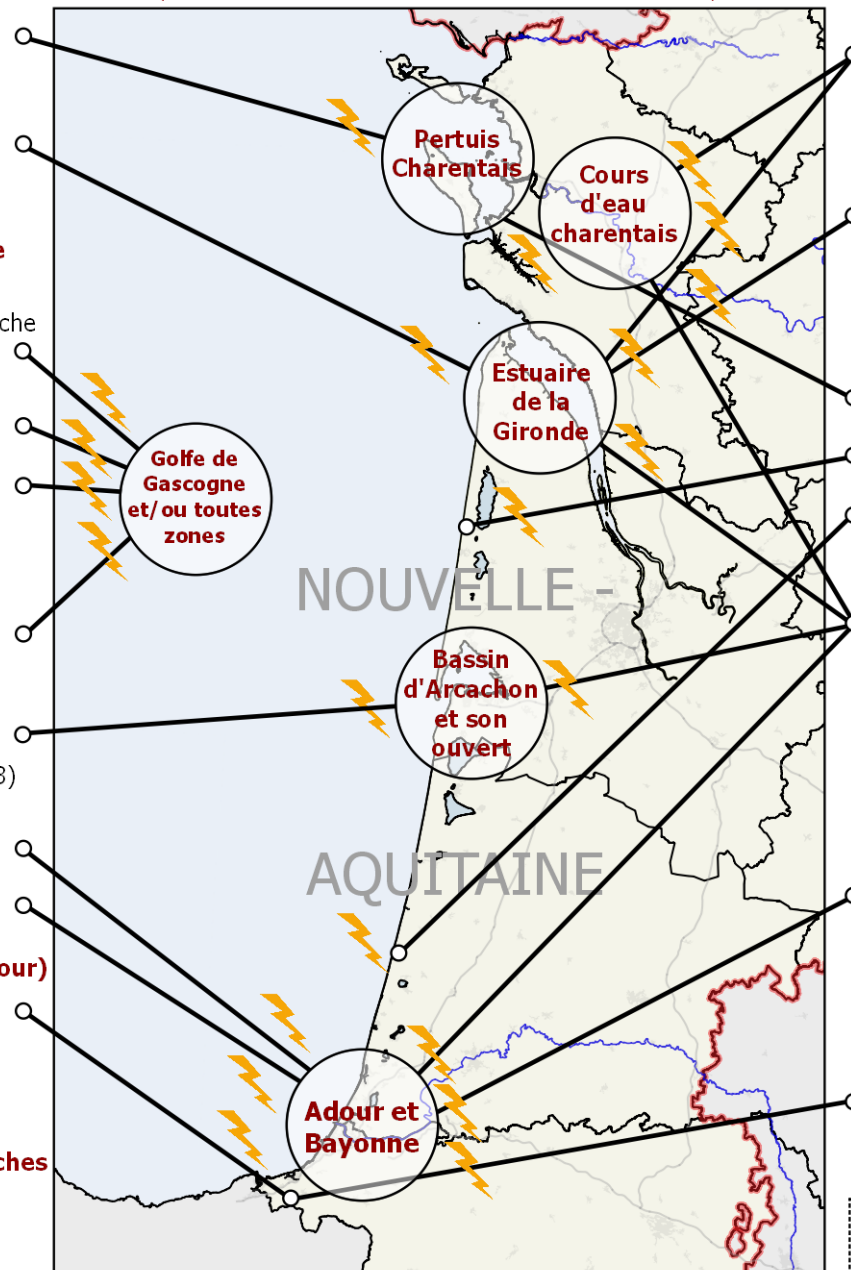 Pertuis
Charentais
Cours
d'eau
charentais
e
che
Estuaire
de la
Gironde
Golfe de
Gascogne
et/ou toutes
zones
NOUVELLE -
Bassin
d'Arcachon
et son
ouvert
3)
AQUITAINE
our)
Adour et
Bayonne
ches